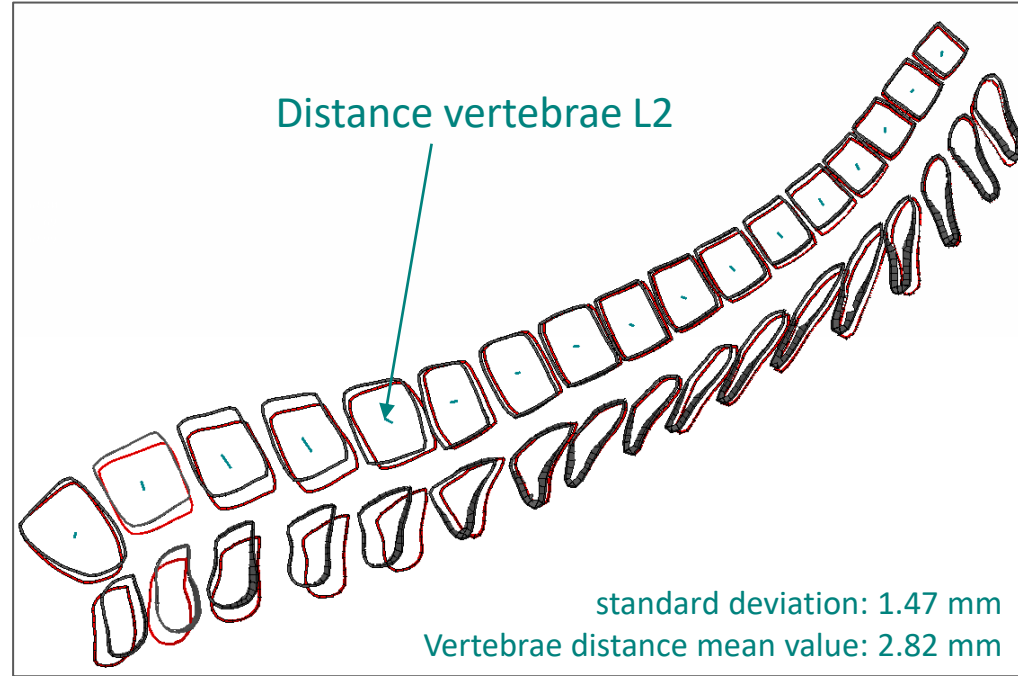 Distance vertebrae L2
standard deviation: 1.47 mm
Vertebrae distance mean value: 2.82 mm